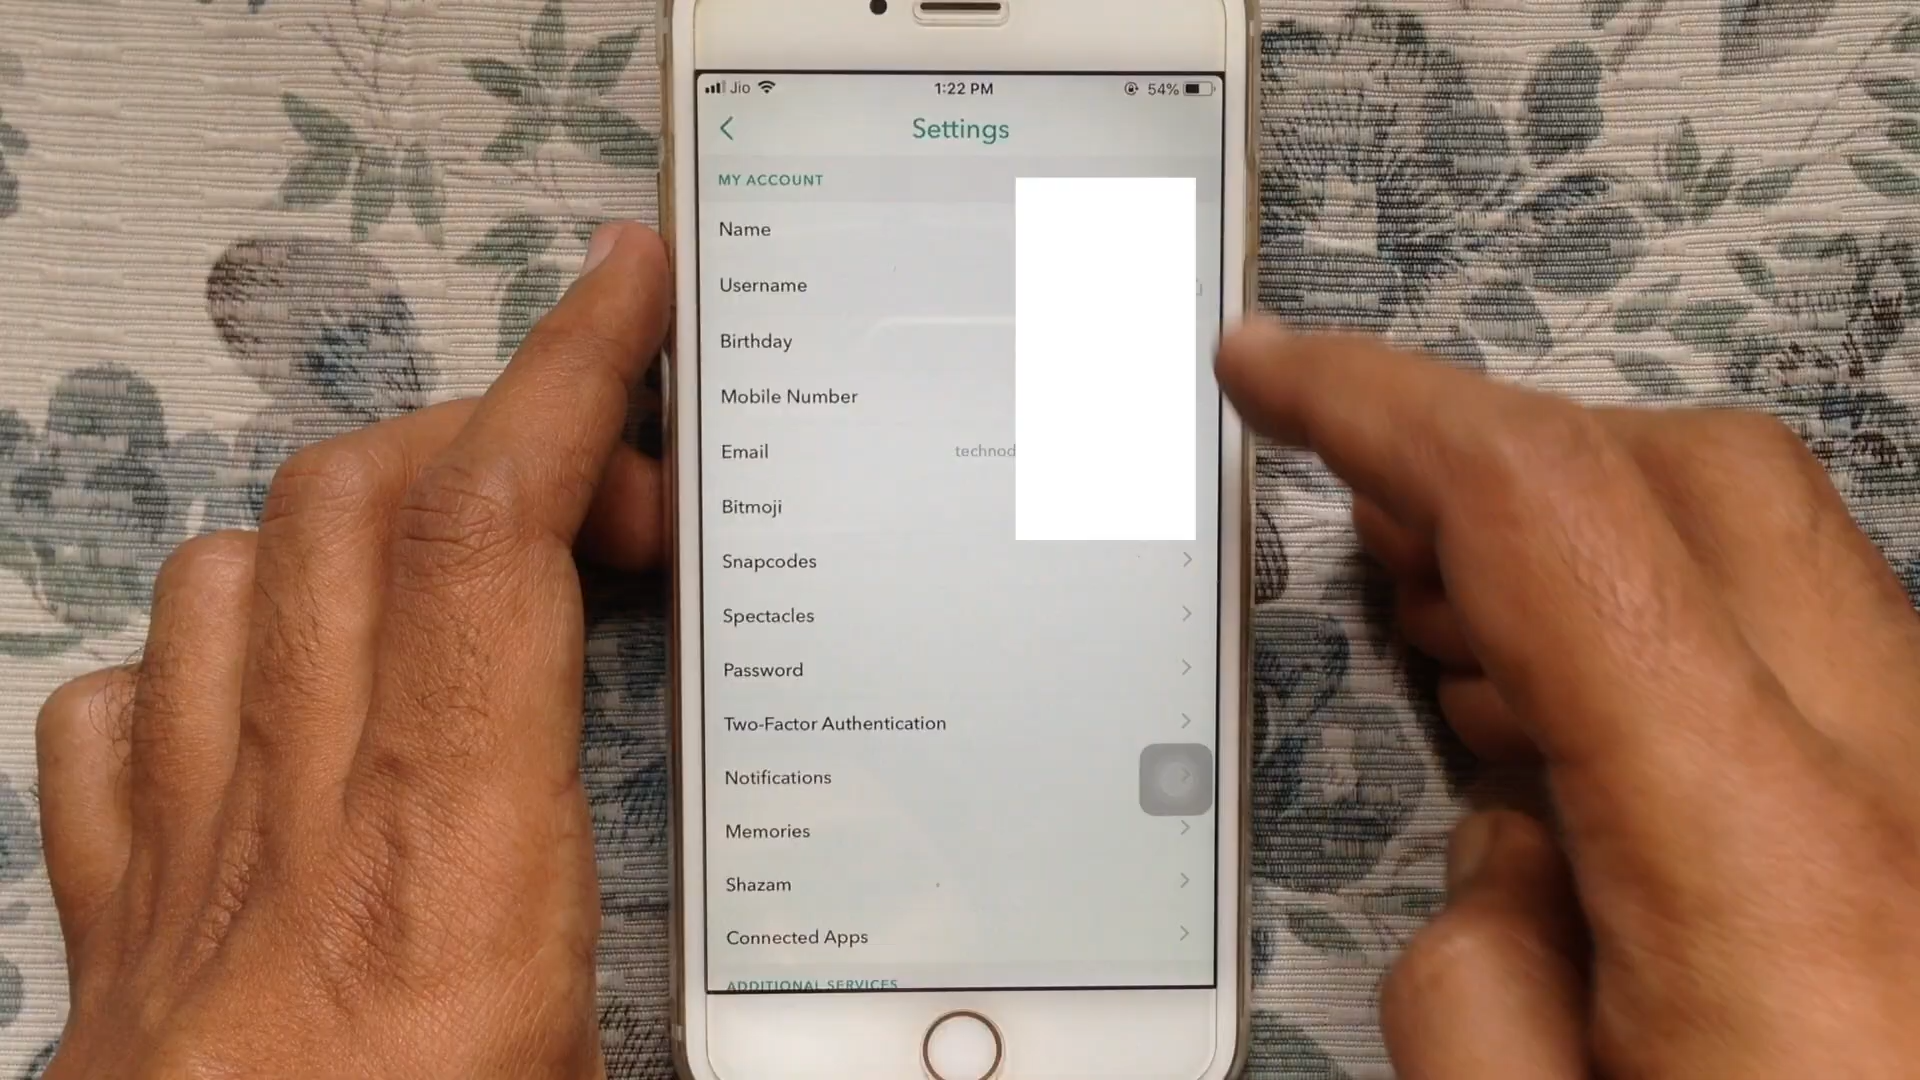 Jio 1:22 PM 54%
Settings
MY ACCOUNT
Name
Username
Birthday
Mobile Number
Email technod
Bitmoji
Snapcodes
Spectacles
Password
Two-Factor Authentication
Notifications
Memories
Shazam
Connected Apps
ADDITIONAL SERVICES